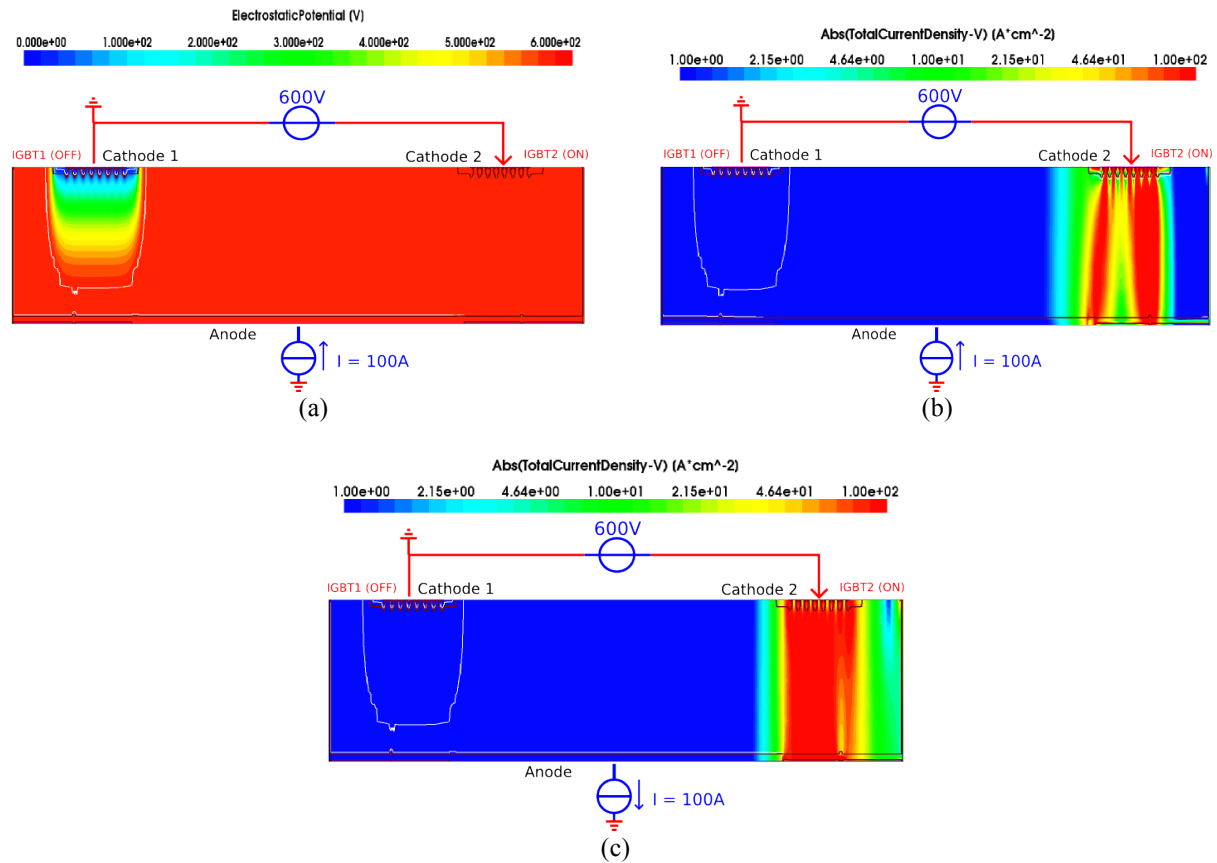 ElectrostaticPotential (V)
0.000e+00 1.000e+02 2.000e+02 3.000e+02 4.000e+02 5.000e+02 6.000e+02
600V
IGBT1 (OFF) Cathode 1 Cathode 2 IGBT2 (ON)
Anode
I = 100A
(a)
Abs(TotalCurrentDensity-V) (A*cm^-2)
1.00e+00 2.15e+00 4.64e+00 1.00e+01 2.15e+01 4.64e+01 1.00e+02
600V
IGBT1 (OFF) Cathode 1 Cathode 2 IGBT2 (ON)
Anode
I = 100A
(b)
Abs(TotalCurrentDensity-V) (A*cm^-2)
1.00e+00 2.15e+00 4.64e+00 1.00e+01 2.15e+01 4.64e+01 1.00e+02
600V
IGBT1 (OFF) Cathode 1 Cathode 2 IGBT2 (ON)
Anode
I = 100A
(c)